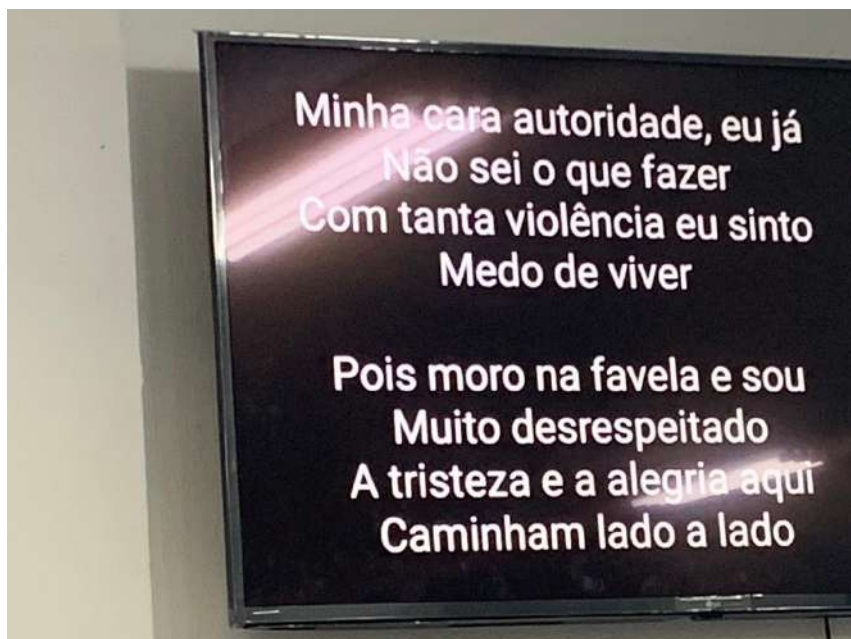 Minha cara autoridade, eu já
Não sei o que fazer
Com tanta violência eu sinto
Medo de viver
Pois moro na favela e sou
Muito desrespeitado
A tristeza e a alegria aqui
Caminham lado a lado